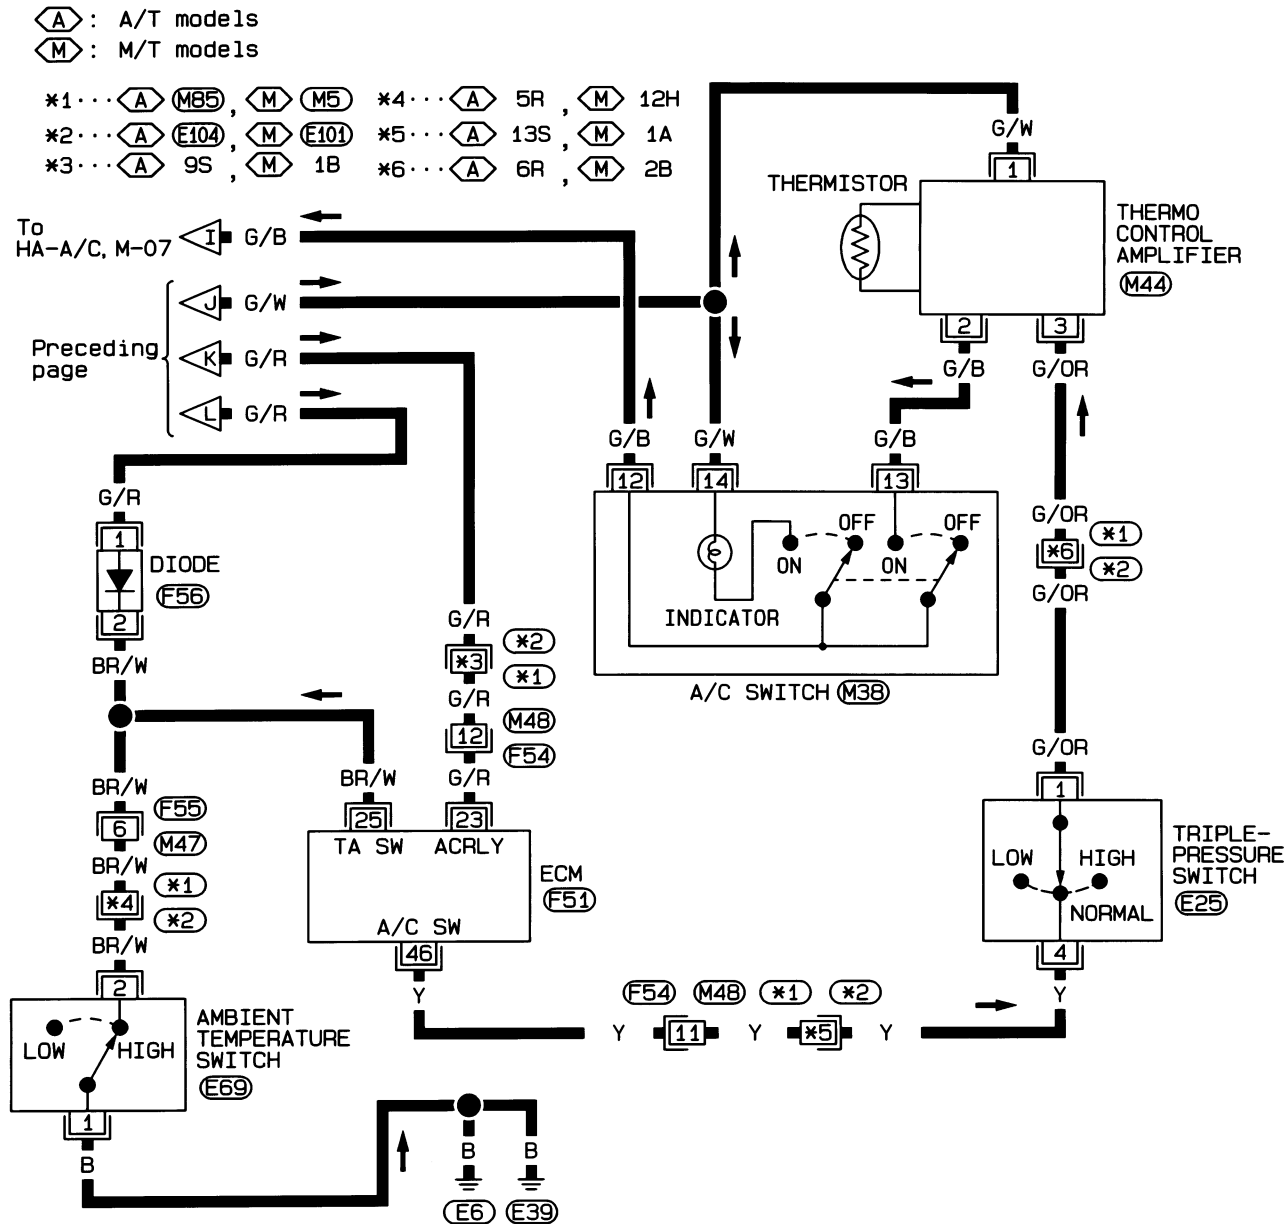 A : A/T models
M : M/T models
*1··· A M85 , M M5 *4··· A 5R , M 12H
*2··· A E104 , M E101 *5··· A 13S , M 1A
*3··· A 9S , M 1B *6··· A 6R , M 2B
G/W
1
THERMISTOR
THERMO
CONTROL
AMPLIFIER
M44
2
3
To
HA-A/C, M-07
I
G/B
J
G/W
Preceding
page
K
G/R
L
G/R
G/B
G/OR
G/B
G/W
G/B
12
14
13
OFF
OFF
ON
ON
INDICATOR
A/C SWITCH M38
G/OR
*6
*1
*2
G/OR
G/R
1
DIODE
F56
2
BR/W
G/R
*3
*2
*1
G/R
12
M48
F54
G/R
BR/W
BR/W
6
F55
M47
BR/W
*4
*1
*2
BR/W
25
23
TA SW
ACRLY
ECM
F51
A/C SW
46
Y
G/OR
1
LOW
HIGH
NORMAL
TRIPLE-
PRESSURE
SWITCH
E25
4
Y
F54
M48
*1
*2
Y
11
Y
*5
Y
2
LOW
HIGH
AMBIENT
TEMPERATURE
SWITCH
E69
1
B
B
B
E6
E39